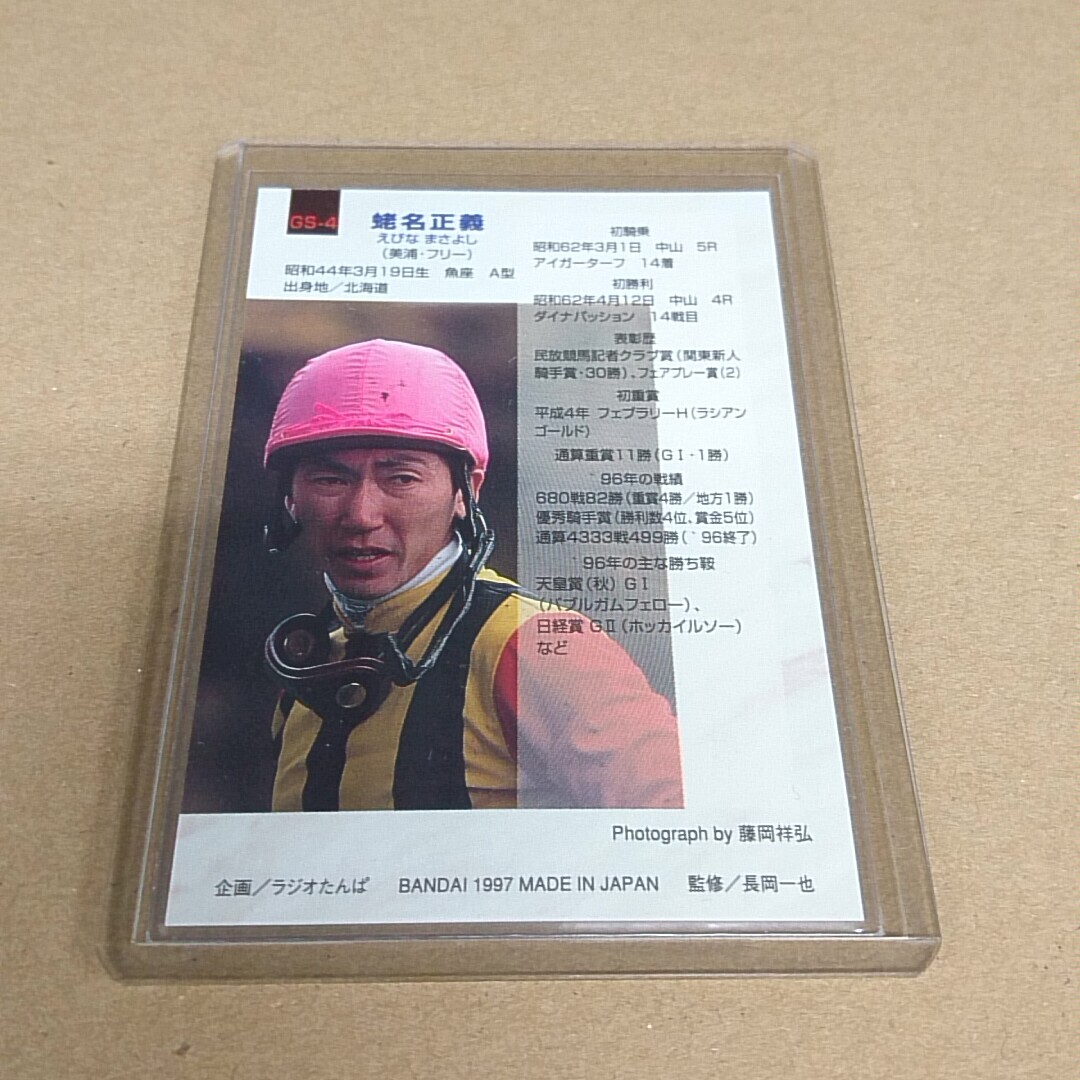 GS-4
蛯名正義
えびな まさよし
(美浦・フリー)
昭和44年3月19日生 魚座 A型
出身地／北海道
初騎乗
昭和62年3月1日 中山 5R
アイガーターフ 14着
初勝利
昭和62年4月12日 中山 4R
ダイナパッション 14戦目
表彰歴
民放競馬記者クラブ賞(関東新人
騎手賞・30勝)、フェアプレー賞(2)
初重賞
平成4年 フェブラリーH(ラシアン
ゴールド)
通算重賞11勝(GⅠ・1勝)
`96年の戦績
680戦82勝(重賞4勝／地方1勝)
優秀騎手賞(勝利数4位、賞金5位)
通算4333戦499勝(`96終了)
`96年の主な勝ち鞍
天皇賞(秋) GⅠ
(バブルガムフェロー)、
日経賞 GⅡ(ホッカイルソー)
など
Photograph by 藤岡祥弘
企画／ラジオたんぱ BANDAI 1997 MADE IN JAPAN 監修／長岡一也